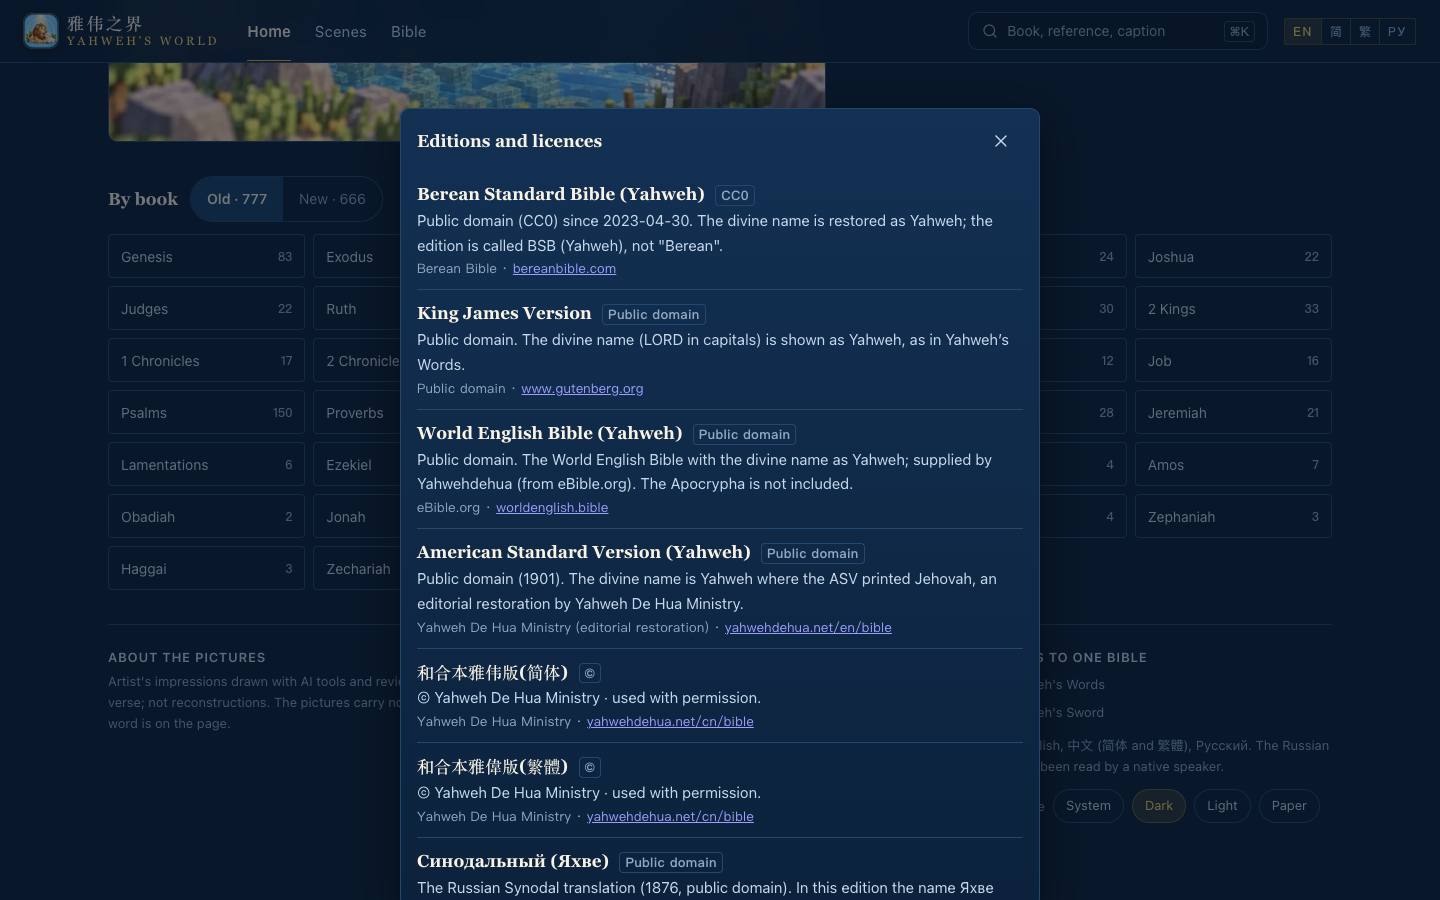 雅伟之界
YAHWEH'S WORLD
Home
Scenes
Bible
Book, reference, caption
⌘K
EN
简
繁
РУ
Editions and licences
Berean Standard Bible (Yahweh) CC0
Public domain (CC0) since 2023-04-30. The divine name is restored as Yahweh; the
edition is called BSB (Yahweh), not "Berean".
Berean Bible · bereanbible.com
King James Version Public domain
Public domain. The divine name (LORD in capitals) is shown as Yahweh, as in Yahweh’s
Words.
Public domain · www.gutenberg.org
World English Bible (Yahweh) Public domain
Public domain. The World English Bible with the divine name as Yahweh; supplied by
Yahwehdehua (from eBible.org). The Apocrypha is not included.
eBible.org · worldenglish.bible
American Standard Version (Yahweh) Public domain
Public domain (1901). The divine name is Yahweh where the ASV printed Jehovah, an
editorial restoration by Yahweh De Hua Ministry.
Yahweh De Hua Ministry (editorial restoration) · yahwehdehua.net/en/bible
和合本雅伟版(简体) ©
© Yahweh De Hua Ministry · used with permission.
Yahweh De Hua Ministry · yahwehdehua.net/cn/bible
和合本雅偉版(繁體) ©
© Yahweh De Hua Ministry · used with permission.
Yahweh De Hua Ministry · yahwehdehua.net/cn/bible
Синодальный (Яхве) Public domain
The Russian Synodal translation (1876, public domain). In this edition the name Яхве
By book
Old · 777
New · 666
Genesis 83
Exodus
24
Joshua 22
Judges 22
Ruth
30
2 Kings 33
1 Chronicles 17
2 Chronicle
12
Job 16
Psalms 150
Proverbs
28
Jeremiah 21
Lamentations 6
Ezekiel
4
Amos 7
Obadiah 2
Jonah
4
Zephaniah 3
Haggai 3
Zechariah
ABOUT THE PICTURES
Artist's impressions drawn with AI tools and
verse; not reconstructions. The pictures carry
word is on the page.
TO ONE BIBLE
Words
Sword
中文 (简体 and 繁體), Русский. The Russian
been read by a native speaker.
System
Dark
Light
Paper